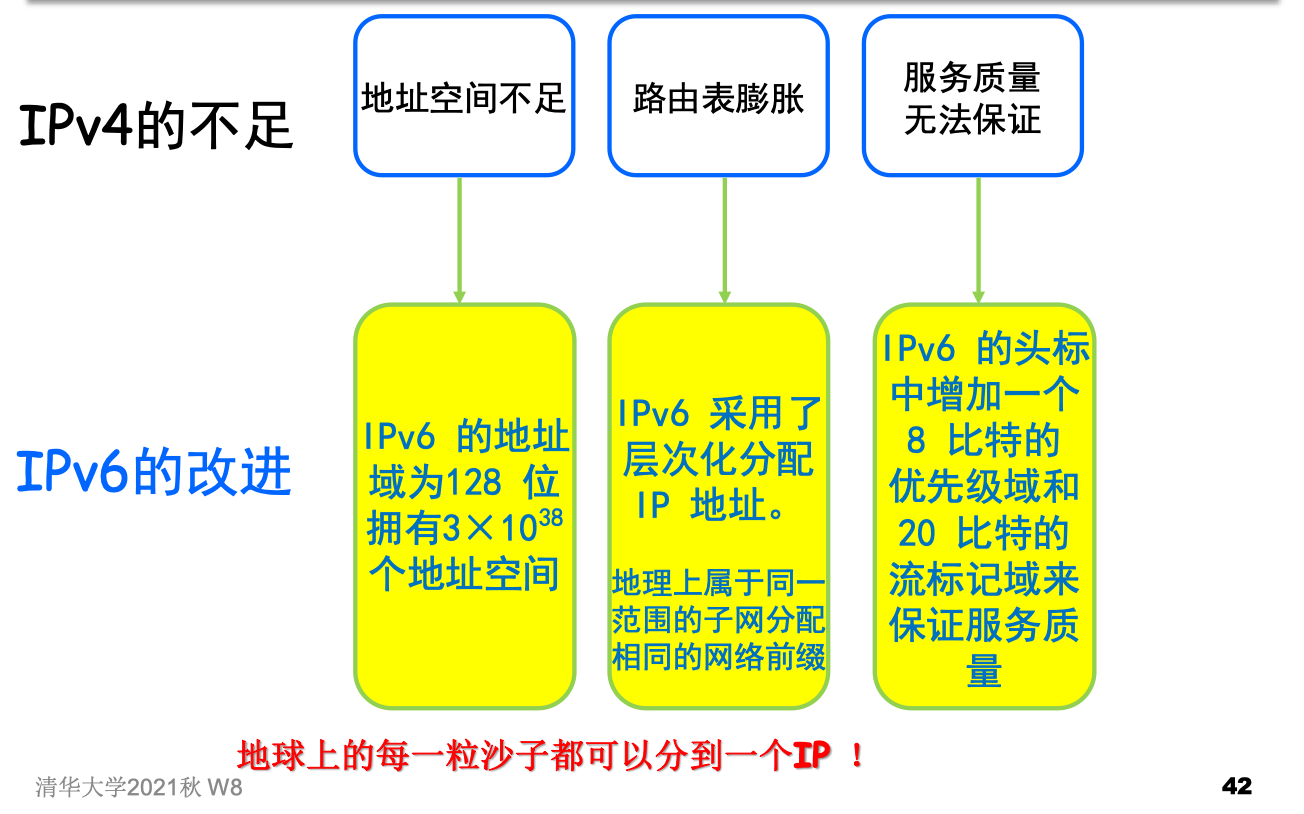 IPv4的不足
地址空间不足
路由表膨胀
服务质量
无法保证
IPv6的改进
IPv6 的地址
域为128 位
拥有3×10³⁸
个地址空间
IPv6 采用了
层次化分配
IP 地址。
地理上属于同一
范围的子网分配
相同的网络前缀
IPv6 的头标
中增加一个
8 比特的
优先级域和
20 比特的
流标记域来
保证服务质
量
地球上的每一粒沙子都可以分到一个IP ！
清华大学2021秋 W8
42